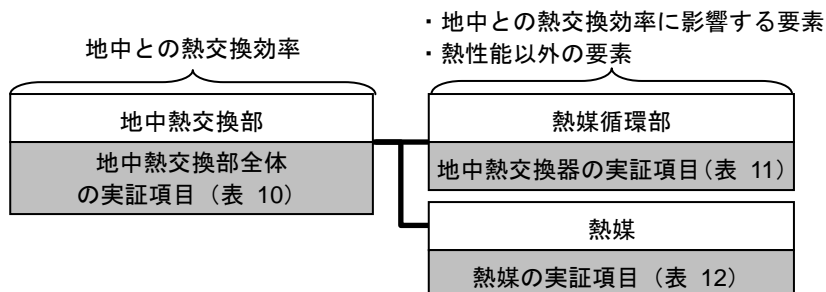 地中との熱交換効率
・地中との熱交換効率に影響する要素
・熱性能以外の要素
地中熱交換部
地中熱交換部全体
の実証項目（表 10）
熱媒循環部
地中熱交換器の実証項目（表 11）
熱媒
熱媒の実証項目（表 12）